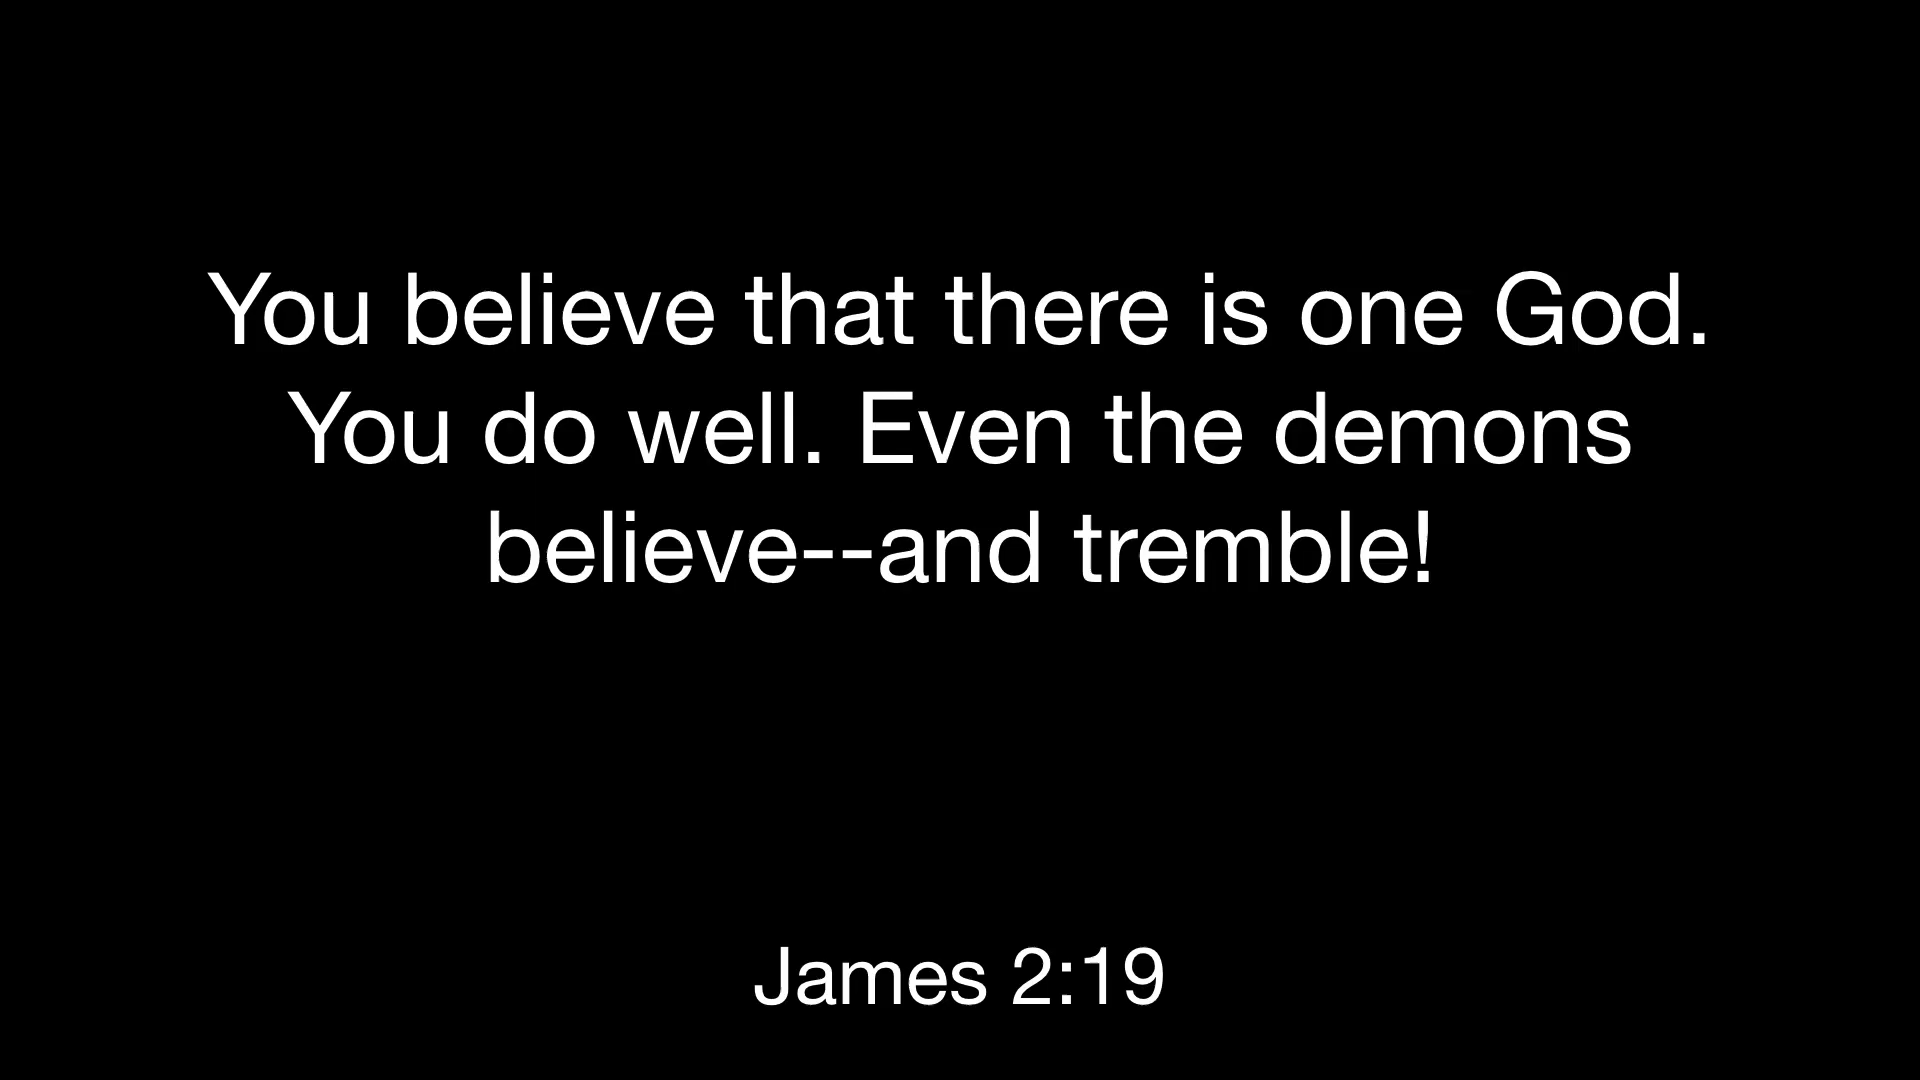 You believe that there is one God.
You do well. Even the demons
believe--and tremble!
James 2:19